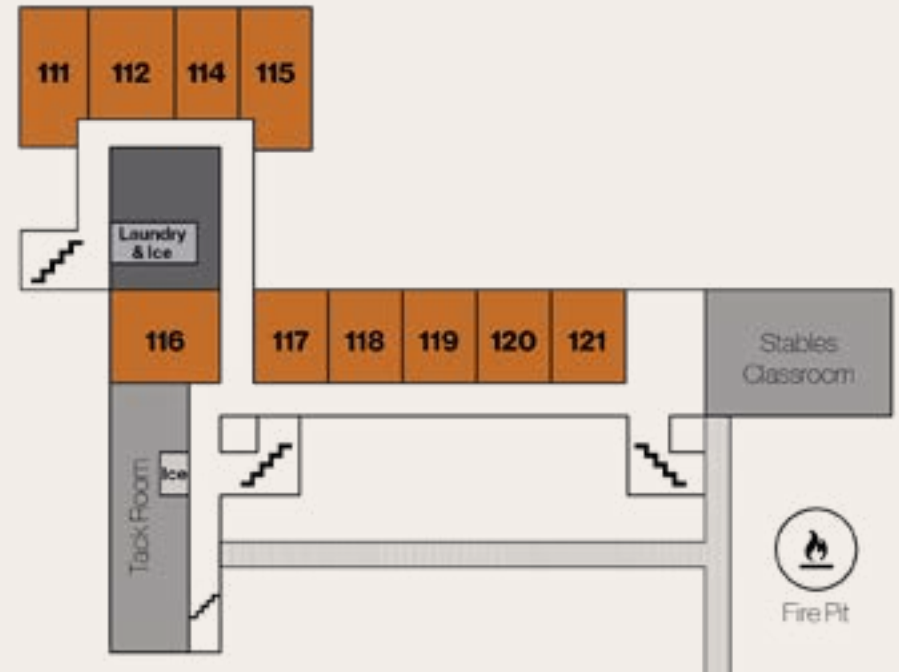 111
112
114
115
Laundry
& Ice
116
117
118
119
120
121
Stables
Classroom
Ice
Tack Room
Fire Pit